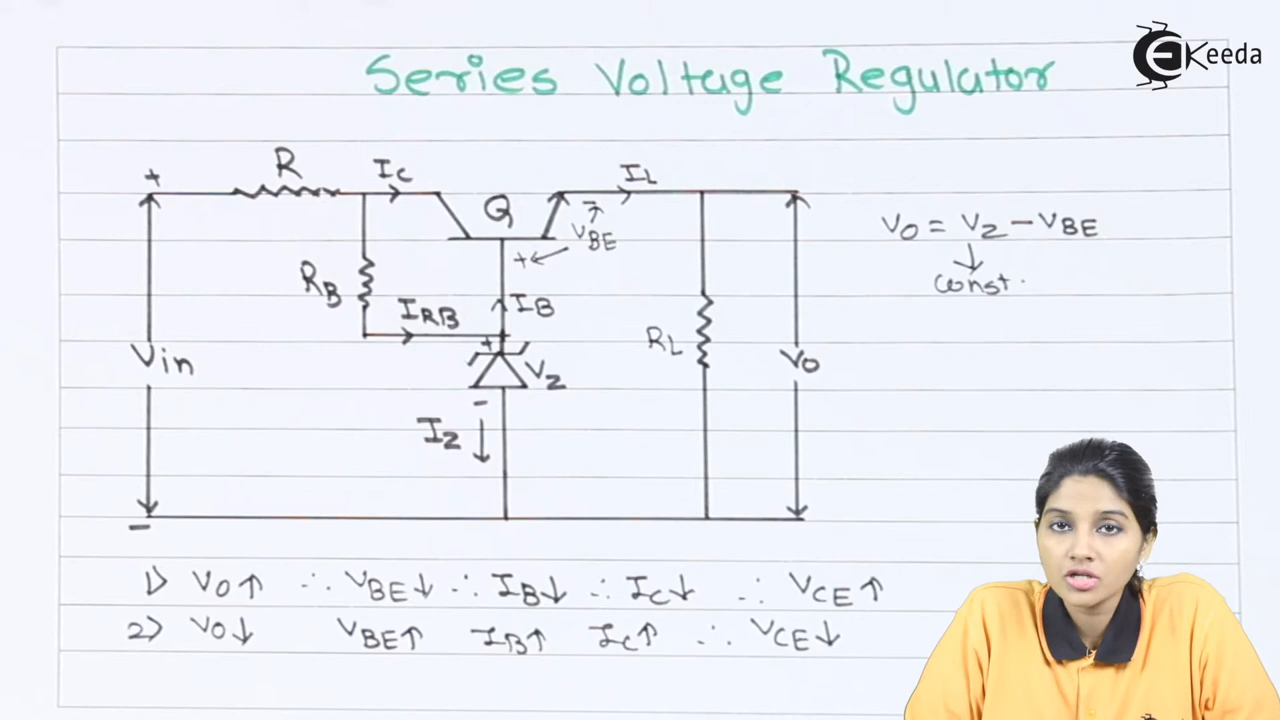 Series Voltage Regulator
EKeeda
+
R
IC
Q
IL
VBE
+
-
VO = VZ - VBE
↓
const.
RB
IRB
IB
+
VZ
-
IZ
RL
Vin
VO
-
1) VO↑ ∴ VBE↓ ∴ IB↓ ∴ IC↓ ∴ VCE↑
2) VO↓ VBE↑ IB↑ IC↑ ∴ VCE↓